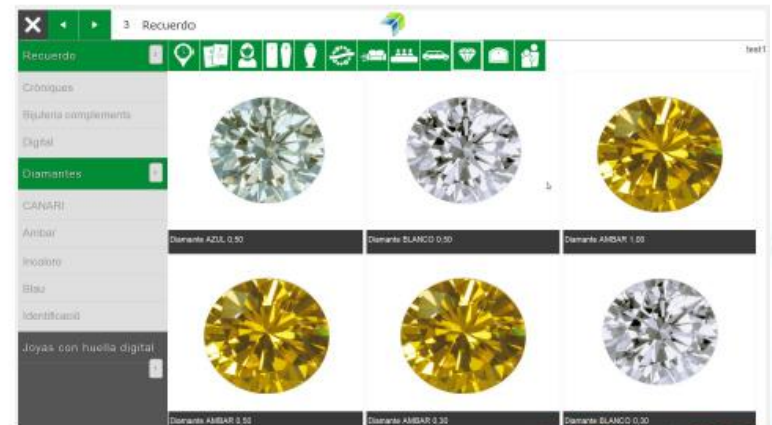 3 Recuerdo
test1
Recuerdo
Cròniques
Bijuteria complements
Digital
Diamantes
CANARI
Ambar
Incoloro
Blau
Identificació
Joyas con huella digital
Diamante AZUL 0,50
Diamante BLANCO 0,50
Diamante AMBAR 1,00
Diamante AMBAR 0.50
Diamante AMBAR 0.30
Diamante BLANCO 0,30